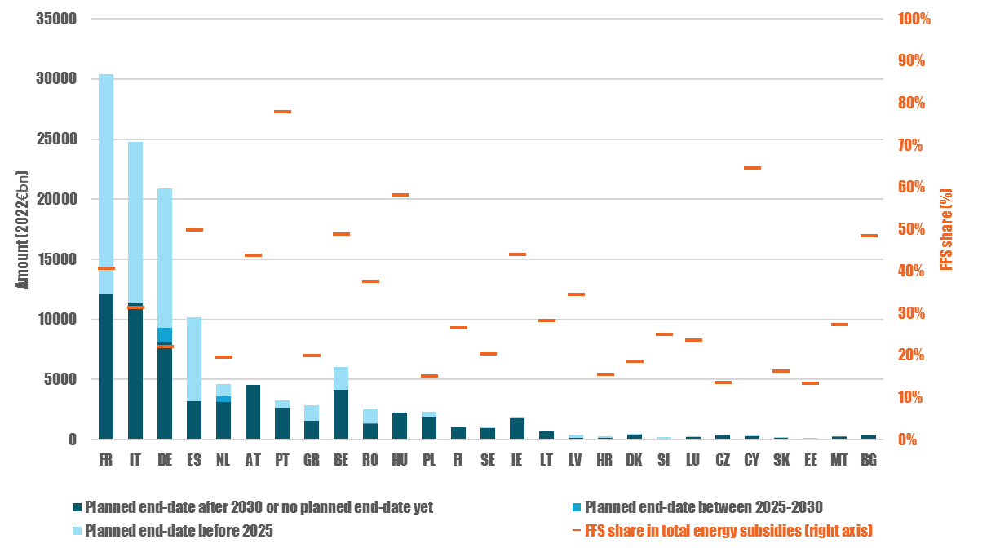 35000
30000
25000
20000
15000
10000
5000
0
Amount (2022€bn)
100%
90%
80%
70%
60%
50%
40%
30%
20%
10%
0%
FFS share (%)
FR IT DE ES NL AT PT GR BE RO HU PL FI SE IE LT LV HR DK SI LU CZ CY SK EE MT BG
Planned end-date after 2030 or no planned end-date yet
Planned end-date between 2025-2030
Planned end-date before 2025
FFS share in total energy subsidies (right axis)